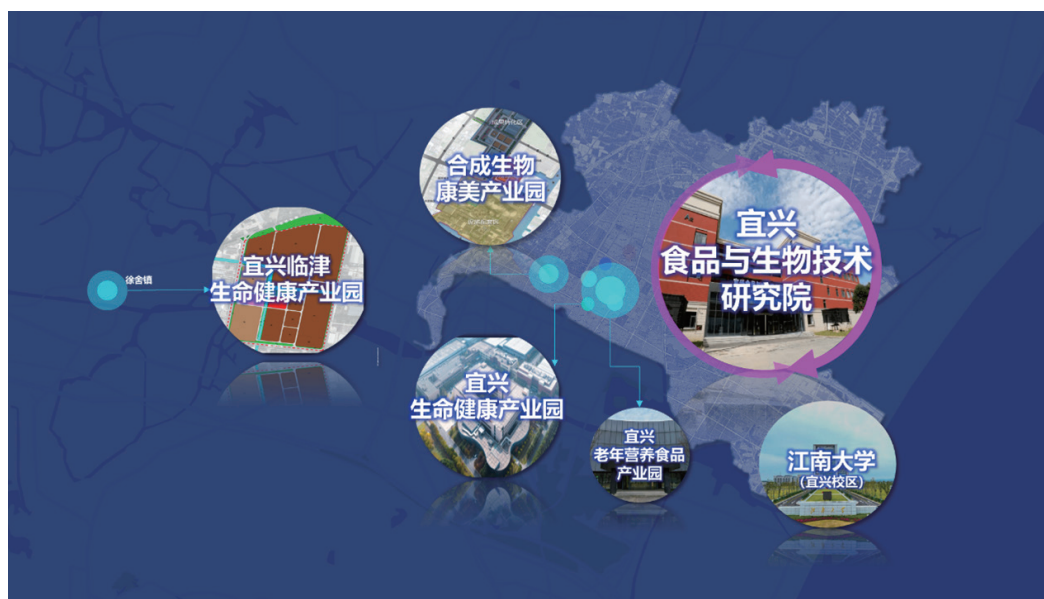 合成生物
康美产业园
宜兴
食品与生物技术
研究院
徐舍镇
宜兴临津
生命健康产业园
宜兴
生命健康产业园
宜兴
老年营养食品
产业园
江南大学
(宜兴校区)